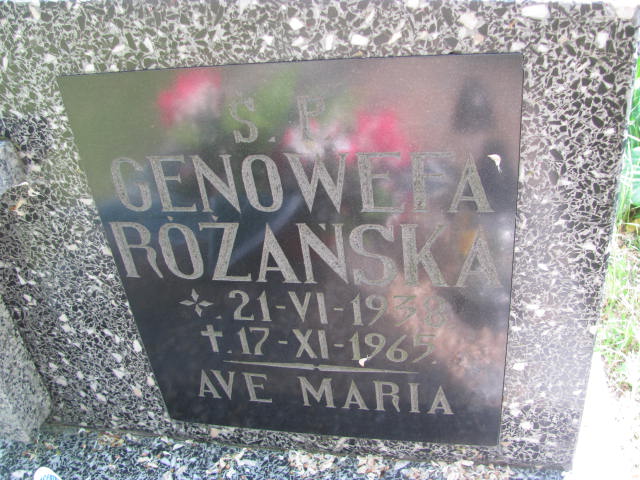 Ś. P.
GENOWEFA
RÓŻAŃSKA
21-VI-1938
17-XI-1965
AVE MARIA